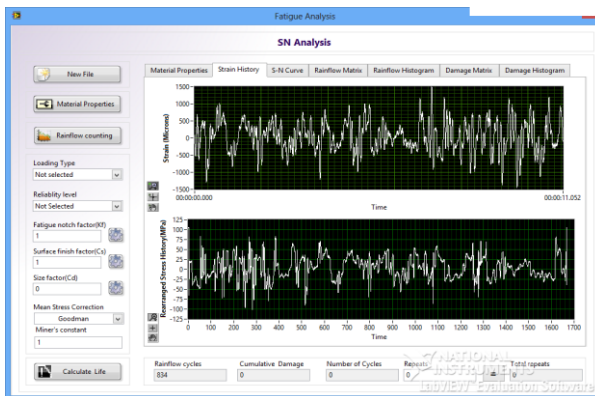 Fatigue Analysis
SN Analysis
New File
Material Properties
Rainflow counting
Loading Type
Not selected
Reliablity level
Not Selected
Fatigue notch factor(Kf)
1
Surface finish factor(Cs)
1
Size factor(Cd)
0
Mean Stress Correction
Goodman
Miner's constant
1
Calculate Life
Material Properties Strain History S-N Curve Rainflow Matrix Rainflow Histogram Damage Matrix Damage Histogram
Strain (Microns)
1500
1000
500
0
-500
-1000
-1500
00:00:00.000 00:00:11.052
Time
Rearranged Stress History(MPa)
125
100
75
50
25
0
-25
-50
-75
-100
-125
0 100 200 300 400 500 600 700 800 900 1000 1100 1200 1300 1400 1500 1600 1700
Time
Rainflow cycles Cumulative Damage Number of Cycles Repeats Total repeats
834 0 0 0 = 0
NATIONAL
INSTRUMENTS
LabVIEW Evaluation Software